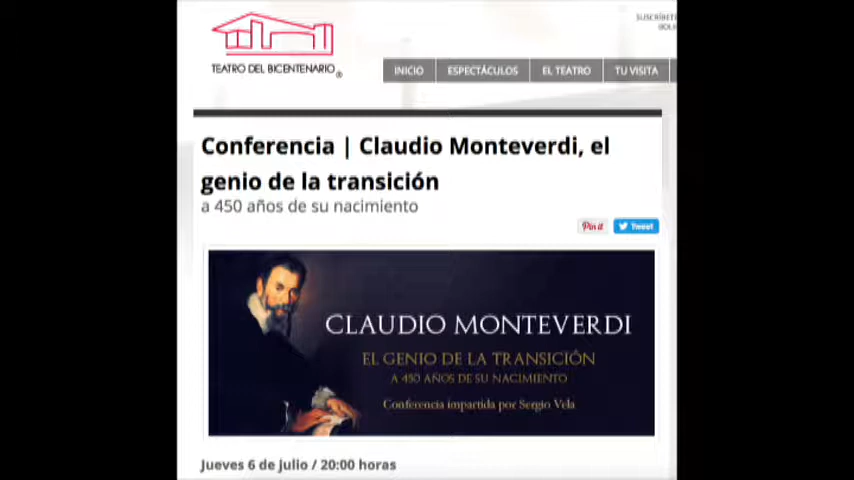 SUSCRÍBETE
TEATRO DEL BICENTENARIO®
INICIO
ESPECTÁCULOS
EL TEATRO
TU VISITA
Conferencia | Claudio Monteverdi, el
genio de la transición
a 450 años de su nacimiento
Pin it
Tweet
CLAUDIO MONTEVERDI
EL GENIO DE LA TRANSICIÓN
A 450 AÑOS DE SU NACIMIENTO
Conferencia impartida por Sergio Vela
Jueves 6 de julio / 20:00 horas